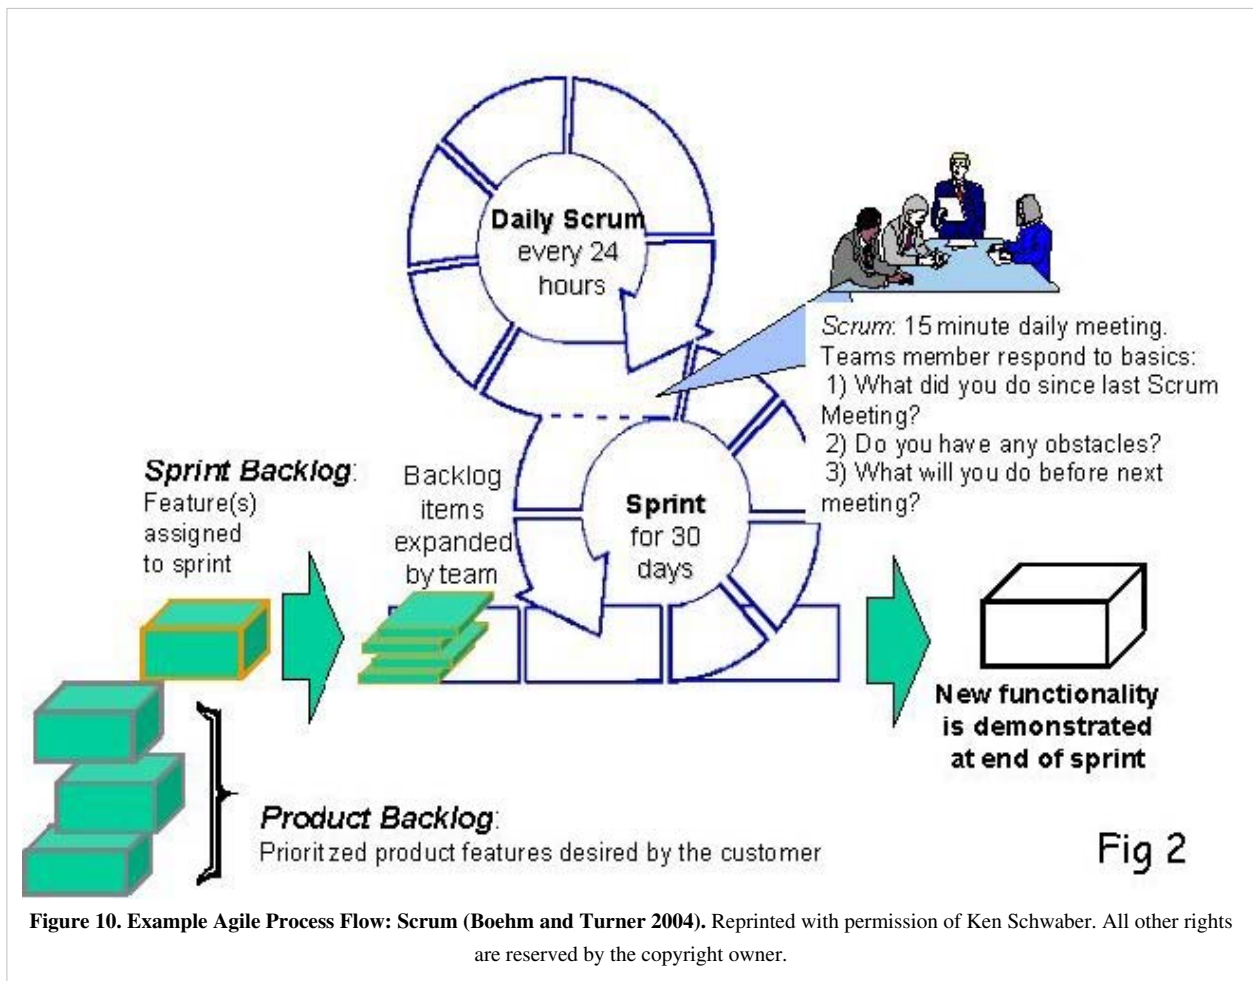 Daily Scrum
every 24
hours
Scrum: 15 minute daily meeting.
Teams member respond to basics:
1) What did you do since last Scrum
Meeting?
2) Do you have any obstacles?
3) What will you do before next
meeting?
Sprint Backlog:
Feature(s)
assigned
to sprint
Backlog
items
expanded
by team
Sprint
for 30
days
New functionality
is demonstrated
at end of sprint
Product Backlog:
Prioritized product features desired by the customer
Fig 2
Figure 10. Example Agile Process Flow: Scrum (Boehm and Turner 2004). Reprinted with permission of Ken Schwaber. All other rights
are reserved by the copyright owner.